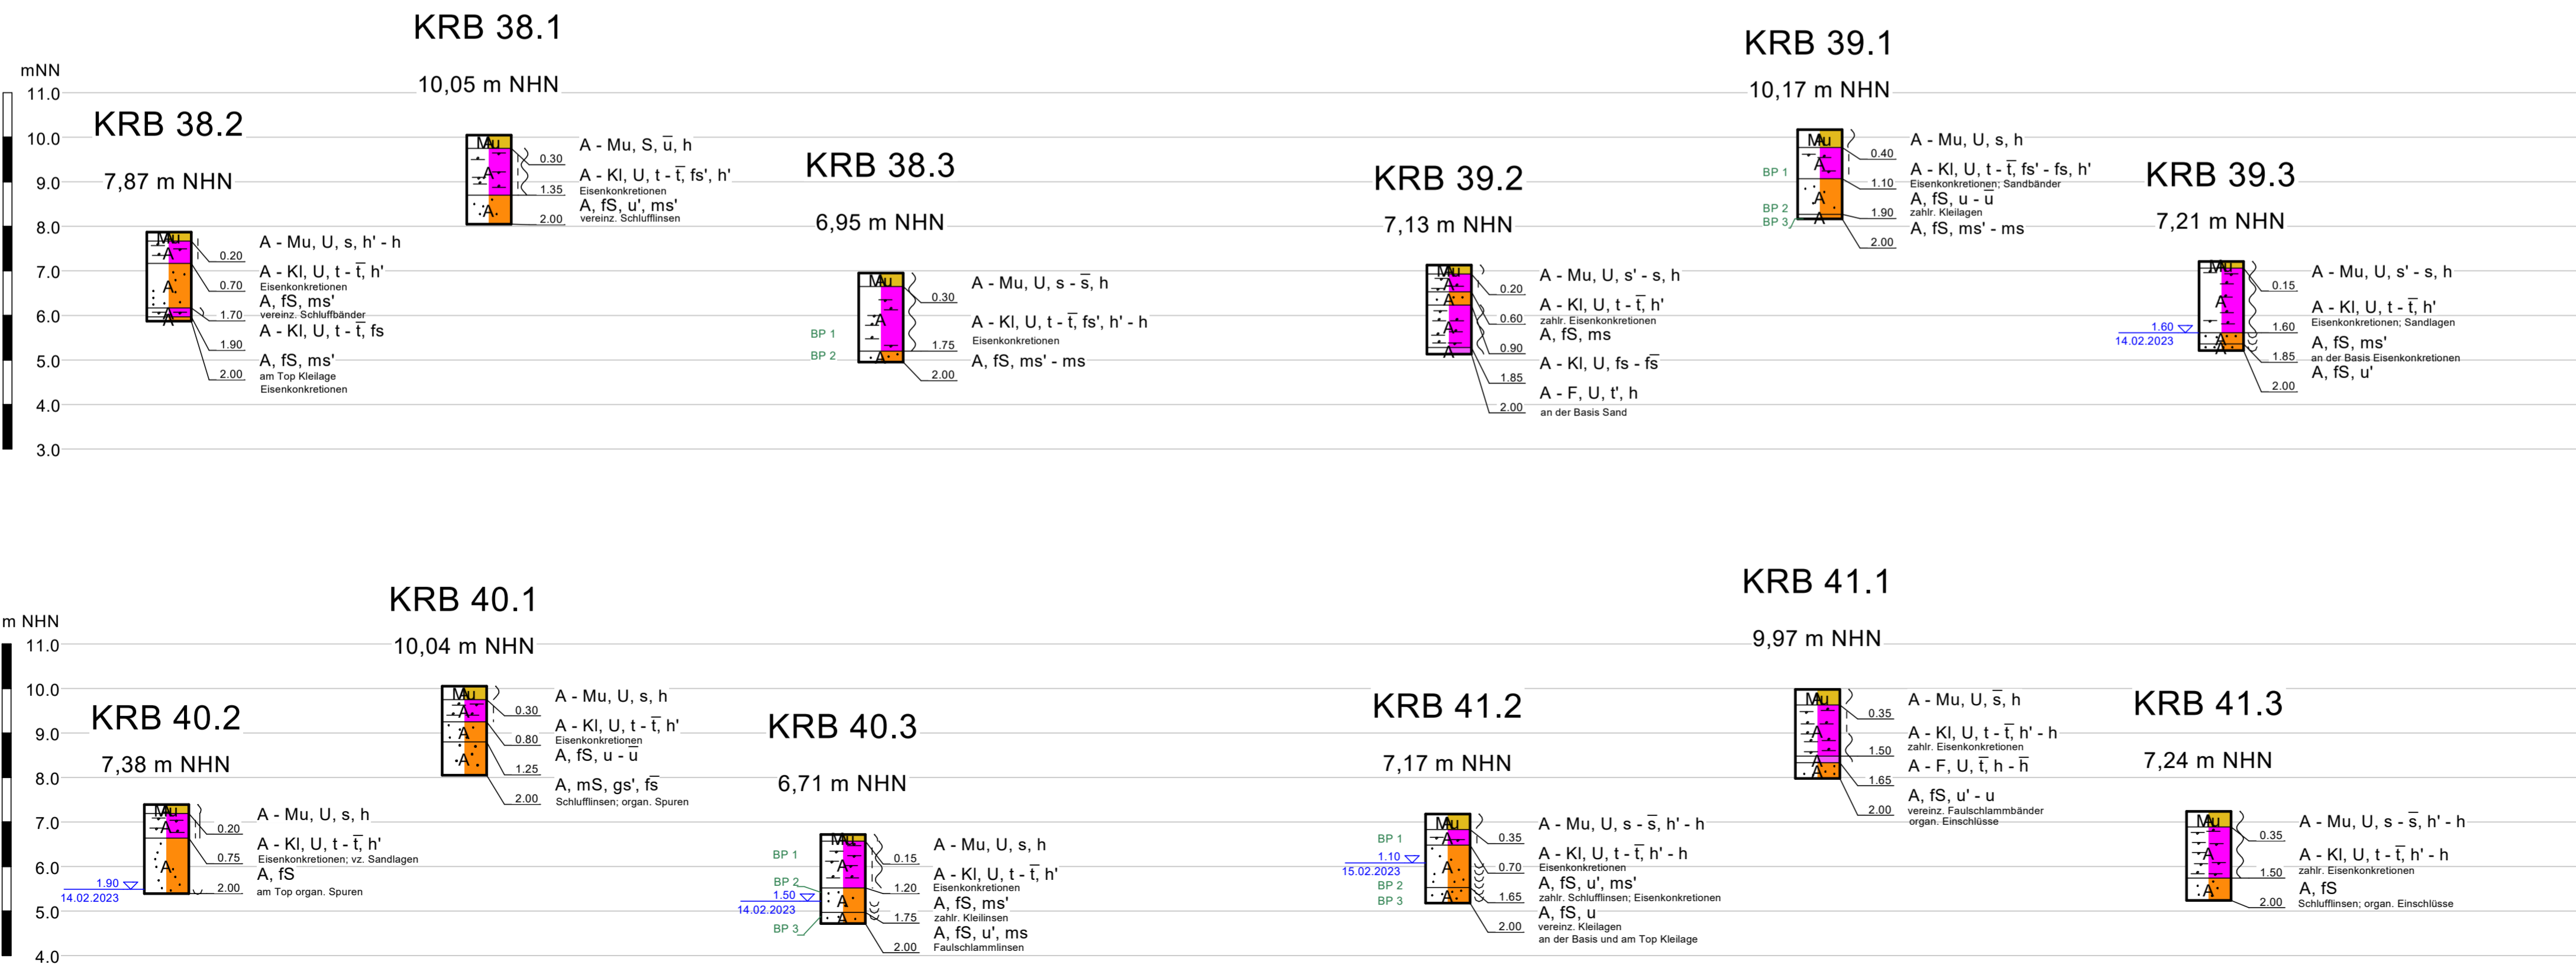 mNN
11.0
10.0
9.0
8.0
7.0
6.0
5.0
4.0
3.0
KRB 38.2
7,87 m NHN
Mu
A
A
A
0.20
A - Mu, U, s, h' - h
0.70
A - Kl, U, t - t̅, h'
Eisenkonkretionen
A, fS, ms'
1.70
vereinz. Schluffbänder
A - Kl, U, t - t̅, fs
1.90
A, fS, ms'
2.00
am Top Kleilage
Eisenkonkretionen
KRB 38.1
10,05 m NHN
Mu
A
A
A - Mu, S, u̅, h
0.30
A - Kl, U, t - t̅, fs', h'
1.35
Eisenkonkretionen
A, fS, u', ms'
2.00
vereinz. Schlufflinsen
KRB 38.3
6,95 m NHN
Mu
A
A
BP 1
BP 2
A - Mu, U, s - s̅, h
0.30
A - Kl, U, t - t̅, fs', h' - h
1.75
Eisenkonkretionen
A, fS, ms' - ms
2.00
KRB 39.2
7,13 m NHN
Mu
A
A
A
A
A - Mu, U, s' - s, h
0.20
A - Kl, U, t - t̅, h'
0.60
zahlr. Eisenkonkretionen
A, fS, ms
0.90
A - Kl, U, fs - fs̅
1.85
A - F, U, t', h
2.00
an der Basis Sand
KRB 39.1
10,17 m NHN
Mu
A
A
A
BP 1
BP 2
BP 3
A - Mu, U, s, h
0.40
A - Kl, U, t - t̅, fs' - fs, h'
1.10
Eisenkonkretionen; Sandbänder
A, fS, u - u̅
1.90
zahlr. Kleilagen
A, fS, ms' - ms
2.00
KRB 39.3
7,21 m NHN
Mu
A
A
A
1.60
14.02.2023
A - Mu, U, s' - s, h
0.15
A - Kl, U, t - t̅, h'
1.60
Eisenkonkretionen; Sandlagen
A, fS, ms'
1.85
an der Basis Eisenkonkretionen
A, fS, u'
2.00
m NHN
11.0
10.0
9.0
8.0
7.0
6.0
5.0
4.0
KRB 40.2
7,38 m NHN
Mu
A
A
1.90
14.02.2023
A - Mu, U, s, h
0.20
A - Kl, U, t - t̅, h'
0.75
Eisenkonkretionen; vz. Sandlagen
A, fS
2.00
am Top organ. Spuren
KRB 40.1
10,04 m NHN
Mu
A
A
A
A - Mu, U, s, h
0.30
A - Kl, U, t - t̅, h'
0.80
Eisenkonkretionen
A, fS, u - u̅
1.25
A, mS, gs', fs̅
2.00
Schlufflinsen; organ. Spuren
KRB 40.3
6,71 m NHN
Mu
A
A
A
BP 1
BP 2
1.50
14.02.2023
BP 3
A - Mu, U, s, h
0.15
A - Kl, U, t - t̅, h'
1.20
Eisenkonkretionen
A, fS, ms'
1.75
zahlr. Kleilinsen
A, fS, u', ms
2.00
Faulschlammlinsen
KRB 41.2
7,17 m NHN
Mu
A
A
BP 1
1.10
15.02.2023
BP 2
BP 3
A - Mu, U, s - s̅, h' - h
0.35
A - Kl, U, t - t̅, h' - h
0.70
Eisenkonkretionen
A, fS, u', ms'
1.65
zahlr. Schlufflinsen; Eisenkonkretionen
A, fS, u
2.00
vereinz. Kleilagen
an der Basis und am Top Kleilage
KRB 41.1
9,97 m NHN
Mu
A
A
A
A - Mu, U, s̅, h
0.35
A - Kl, U, t - t̅, h' - h
1.50
zahlr. Eisenkonkretionen
A - F, U, t̅, h - h̅
1.65
A, fS, u' - u
2.00
vereinz. Faulschlammbänder
organ. Einschlüsse
KRB 41.3
7,24 m NHN
Mu
A
A
A - Mu, U, s - s̅, h' - h
0.35
A - Kl, U, t - t̅, h' - h
1.50
zahlr. Eisenkonkretionen
A, fS
2.00
Schlufflinsen; organ. Einschlüsse